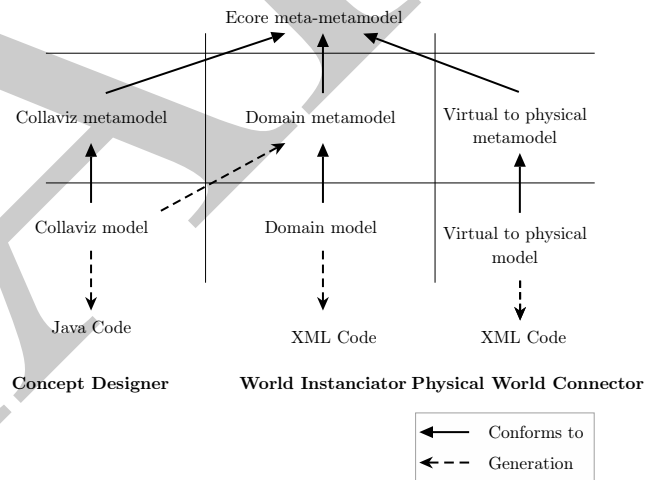 Ecore meta-metamodel
Collaviz metamodel
Domain metamodel
Virtual to physical
metamodel
Collaviz model
Domain model
Virtual to physical
model
Java Code
XML Code
XML Code
Concept Designer
World Instanciator
Physical World Connector
Conforms to
Generation